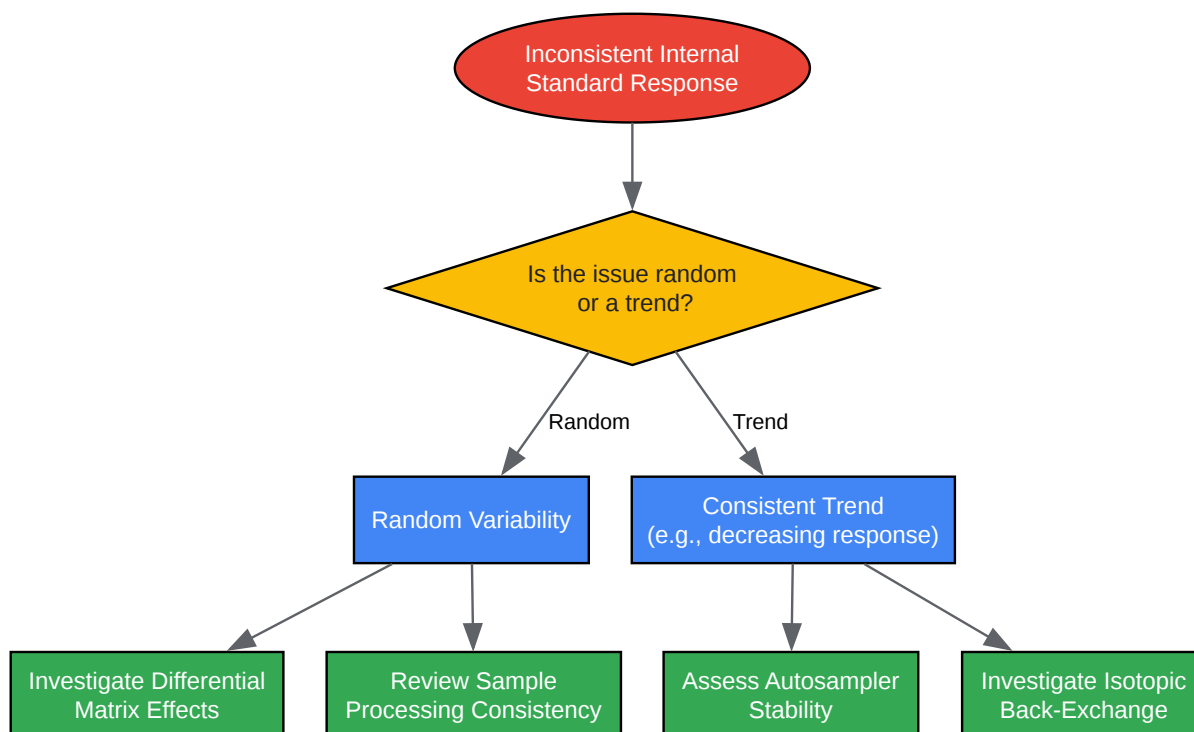 Inconsistent Internal
Standard Response
Is the issue random
or a trend?
Random
Trend
Random Variability
Consistent Trend
(e.g., decreasing response)
Investigate Differential
Matrix Effects
Review Sample
Processing Consistency
Assess Autosampler
Stability
Investigate Isotopic
Back-Exchange